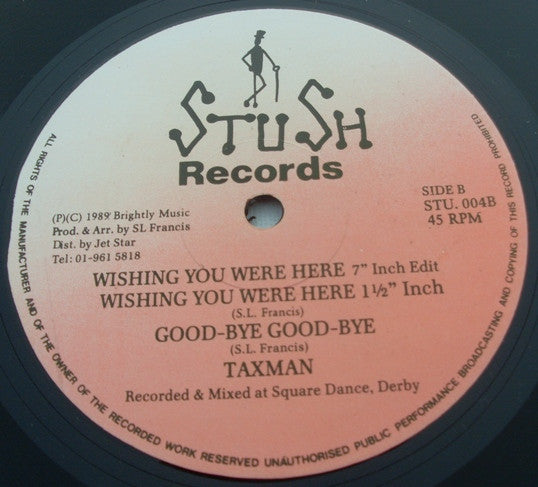 STUSH
Records
(P)(C) 1989 Brightly Music
Prod. & Arr. by SL Francis
Dist. by Jet Star
Tel: 01-961 5818
SIDE B
STU. 004B
45 RPM
WISHING YOU WERE HERE 7" Inch Edit
WISHING YOU WERE HERE 1½" Inch
(S.L. Francis)
GOOD-BYE GOOD-BYE
(S.L. Francis)
TAXMAN
Recorded & Mixed at Square Dance, Derby
ALL RIGHTS OF THE MANUFACTURER AND OF THE OWNER OF THE RECORDED WORK RESERVED UNAUTHORISED PUBLIC PERFORMANCE BROADCASTING AND COPYING OF THIS RECORD PROHIBITED